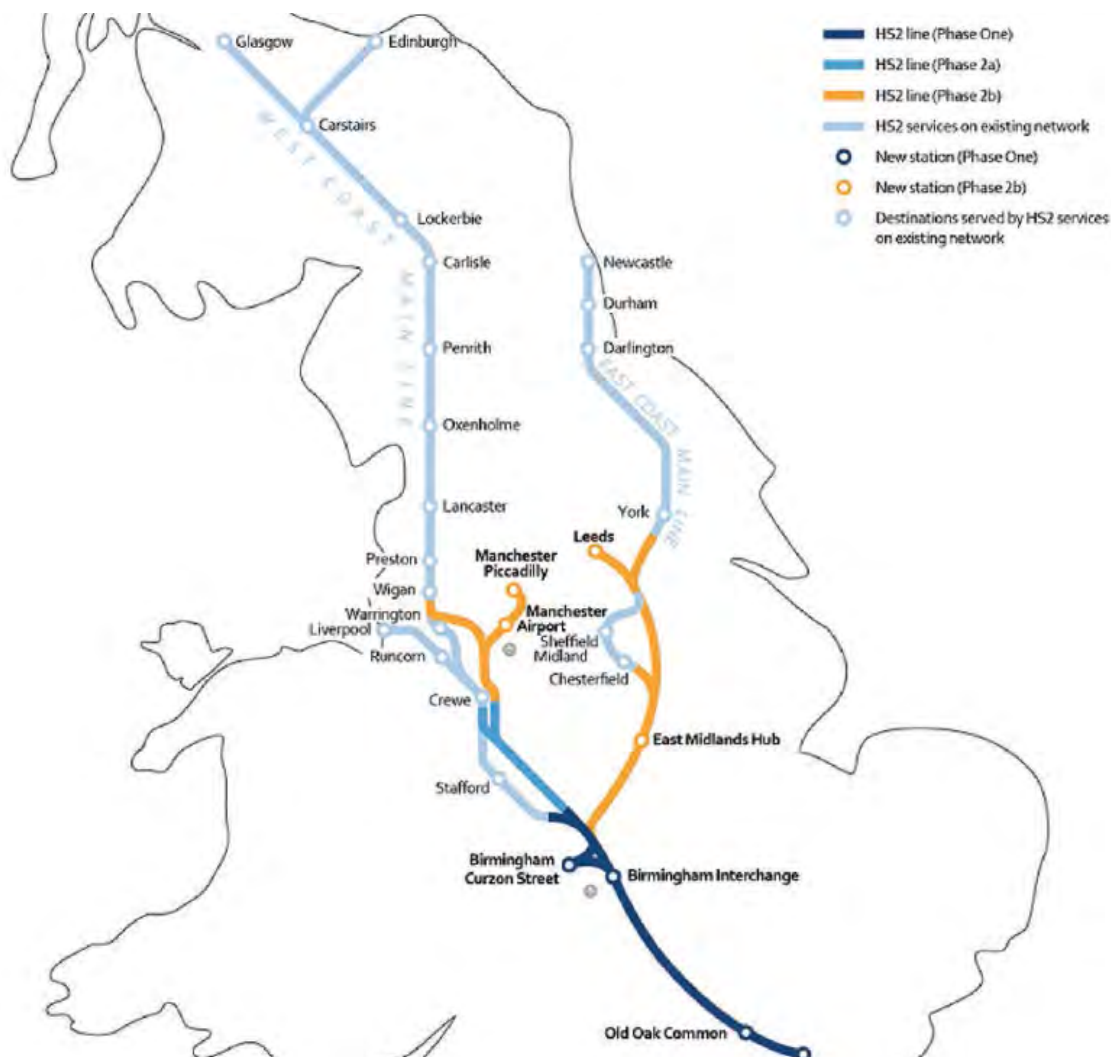 HS2 line (Phase One)
HS2 line (Phase 2a)
HS2 line (Phase 2b)
HS2 services on existing network
New station (Phase One)
New station (Phase 2b)
Destinations served by HS2 services
on existing network
Glasgow
Edinburgh
Carstairs
WEST COAST MAIN LINE
Lockerbie
Carlisle
Newcastle
Durham
Penrith
Darlington
EAST COAST MAIN LINE
Oxenholme
Lancaster
York
Leeds
Preston
Manchester
Piccadilly
Wigan
Warrington
Manchester
Airport
Liverpool
Sheffield
Midland
Runcorn
Chesterfield
Crewe
East Midlands Hub
Stafford
Birmingham
Curzon Street
Birmingham Interchange
Old Oak Common